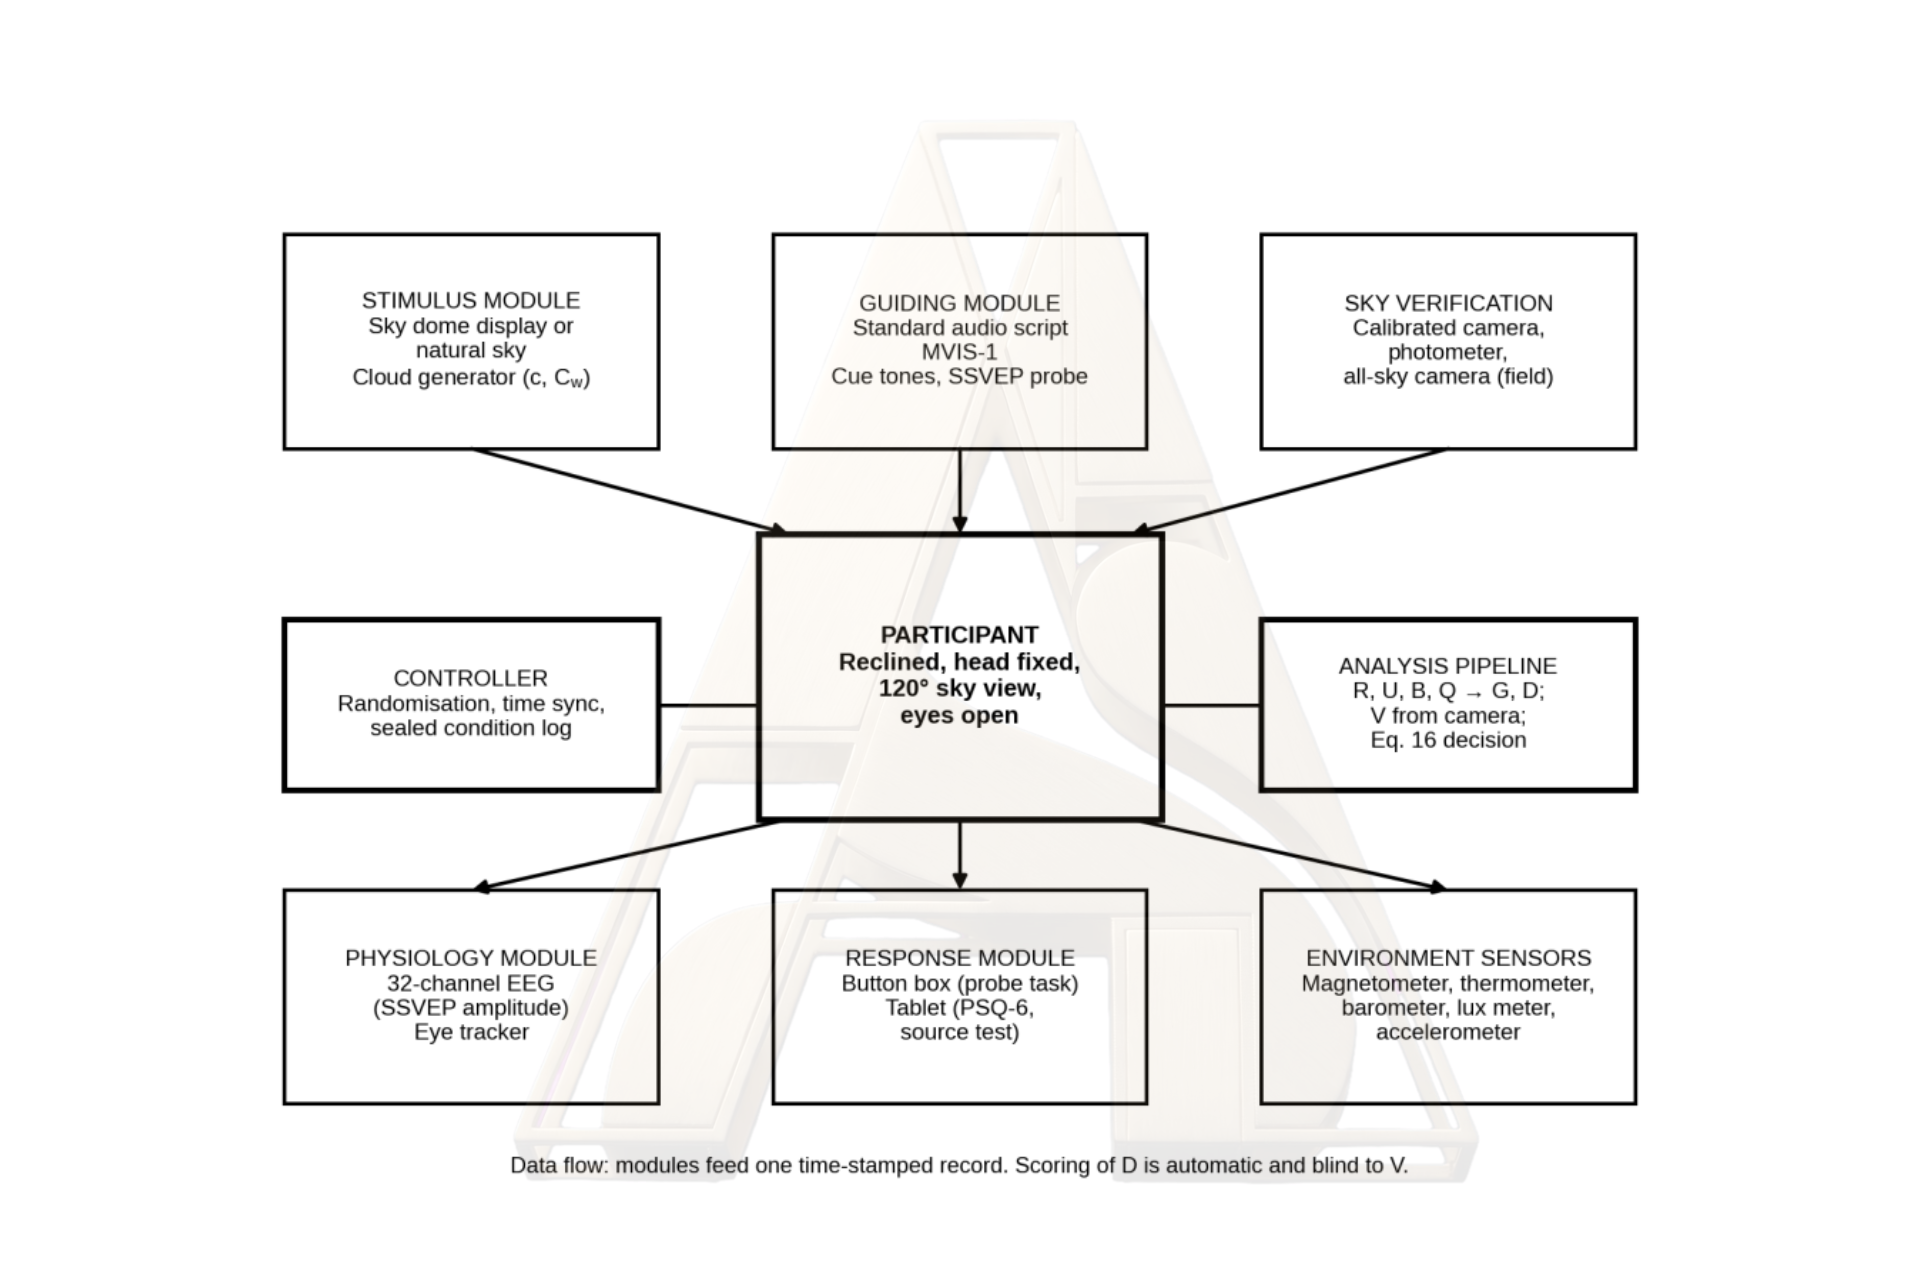 STIMULUS MODULE
Sky dome display or
natural sky
Cloud generator (c, Cw)
GUIDING MODULE
Standard audio script
MVIS-1
Cue tones, SSVEP probe
SKY VERIFICATION
Calibrated camera,
photometer,
all-sky camera (field)
CONTROLLER
Randomisation, time sync,
sealed condition log
PARTICIPANT
Reclined, head fixed,
120° sky view,
eyes open
ANALYSIS PIPELINE
R, U, B, Q → G, D;
V from camera;
Eq. 16 decision
PHYSIOLOGY MODULE
32-channel EEG
(SSVEP amplitude)
Eye tracker
RESPONSE MODULE
Button box (probe task)
Tablet (PSQ-6,
source test)
ENVIRONMENT SENSORS
Magnetometer, thermometer,
barometer, lux meter,
accelerometer
Data flow: modules feed one time-stamped record. Scoring of D is automatic and blind to V.